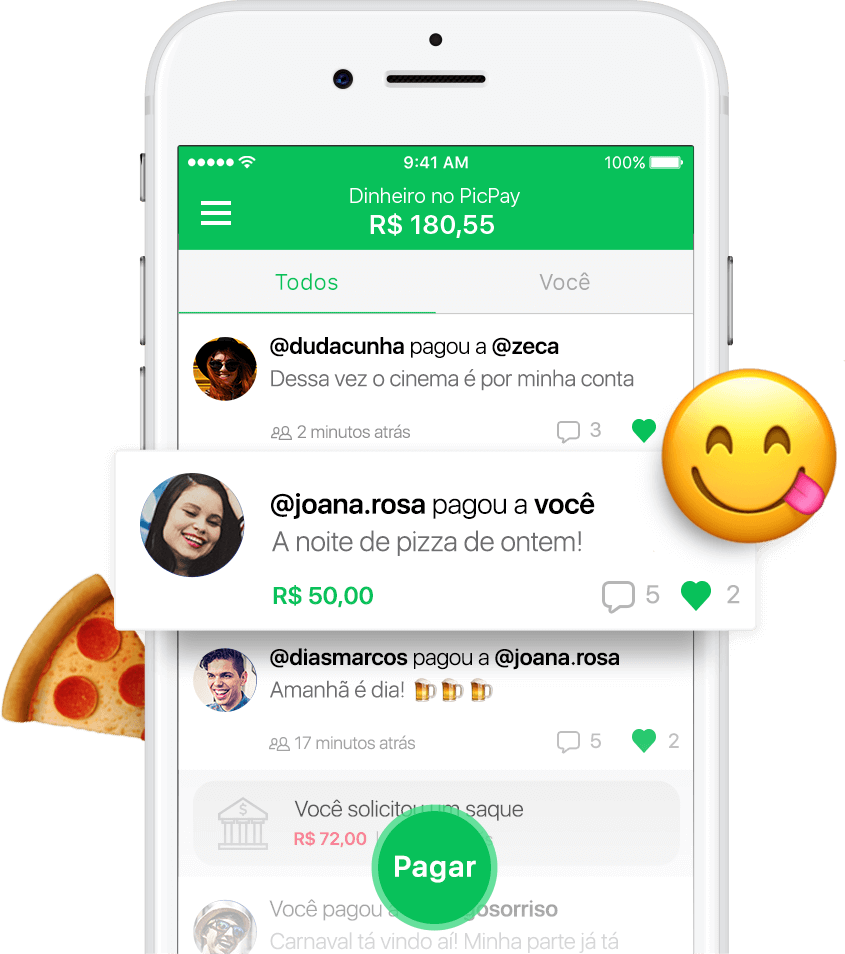 9:41 AM
100%
Dinheiro no PicPay
R$ 180,55
Todos
Você
@dudacunha pagou a @zeca
Dessa vez o cinema é por minha conta
2 minutos atrás
3
@joana.rosa pagou a você
A noite de pizza de ontem!
R$ 50,00
5
2
@diasmarcos pagou a @joana.rosa
Amanhã é dia! 🍺🍺🍺
17 minutos atrás
5
2
Você solicitou um saque
R$ 72,00
Pagar
Você pagou a
Carnaval tá vindo aí! Minha parte já tá